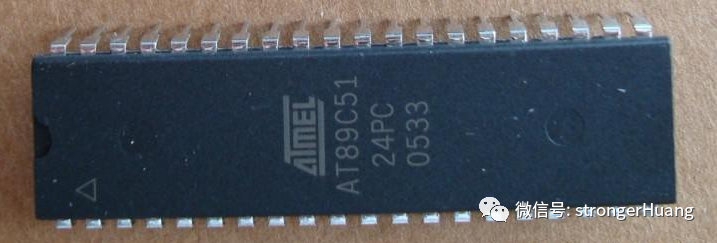 ATMEL
AT89C51
24PC
0533
微信号: strongerHuang